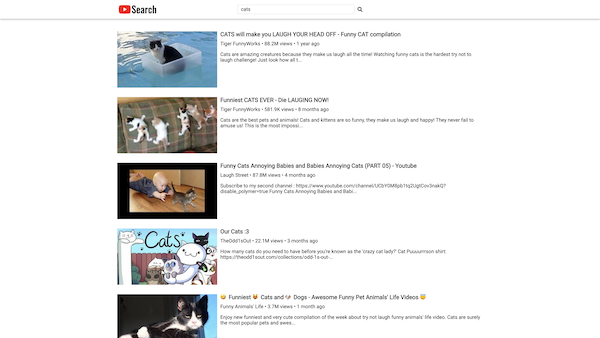 Search
cats
CATS will make you LAUGH YOUR HEAD OFF - Funny CAT compilation
Tiger FunnyWorks • 88.2M views • 1 year ago
Cats are amazing creatures because they make us laugh all the time! Watching funny cats is the hardest try not to
laugh challenge! Just look how all t...
Funniest CATS EVER - Die LAUGING NOW!
Tiger FunnyWorks • 581.9K views • 8 months ago
Cats are the best pets and animals! Cats and kittens are so funny, they make us laugh and happy! They never fail to
amuse us! This is the most impossi...
Funny Cats Annoying Babies and Babies Annoying Cats (PART 05) - Youtube
Laugh Street • 87.8M views • 4 months ago
Subscribe to my second channel : https://www.youtube.com/channel/
disable_polymer=true Funny Cats Annoying Babies and Babi...
Cats
Our Cats :3
TheOdd1sOut • 22.1M views • 3 months ago
How many cats do you need to have before you're known as the 'crazy cat lady?' Cat Puuuurrison shirt:
https://theodd1sout.com/collections/odd-1s-out-...
😂 Funniest 😻 Cats and 🐶 Dogs - Awesome Funny Pet Animals' Life Videos 😇
Funny Animals' Life • 3.7M views • 1 month ago
Enjoy new funniest and very cute compilation of the week about try not laugh funny animals' life video. Cats are surely
the most popular pets and awes...